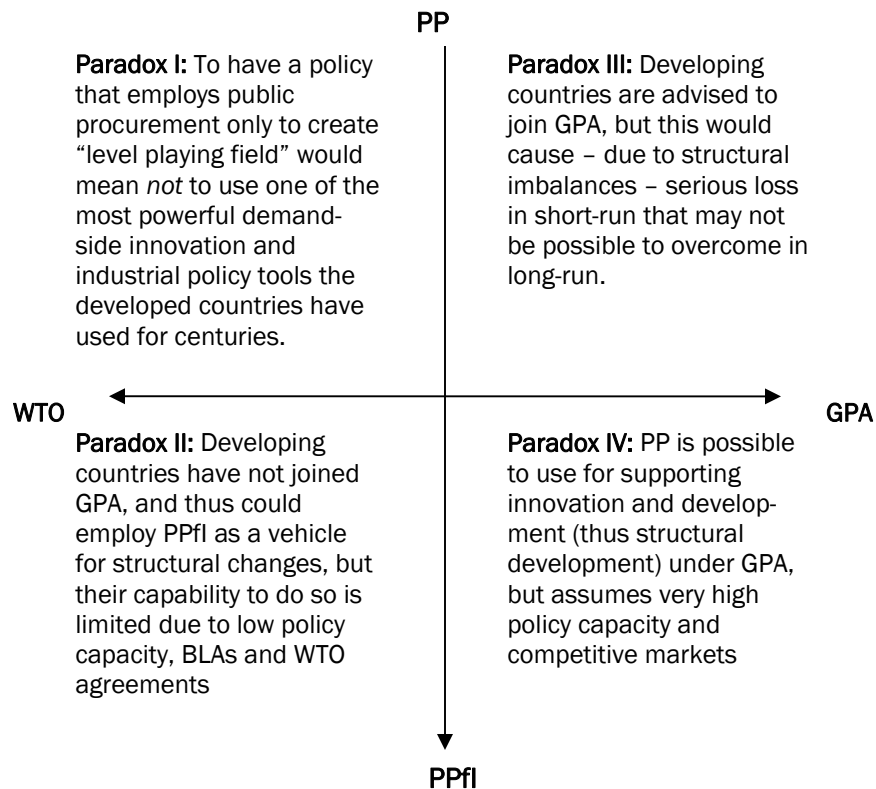 PP
Paradox I: To have a policy
that employs public
procurement only to create
“level playing field” would
mean not to use one of the
most powerful demand-
side innovation and
industrial policy tools the
developed countries have
used for centuries.
Paradox III: Developing
countries are advised to
join GPA, but this would
cause – due to structural
imbalances – serious loss
in short-run that may not
be possible to overcome in
long-run.
WTO
GPA
Paradox II: Developing
countries have not joined
GPA, and thus could
employ PPfI as a vehicle
for structural changes, but
their capability to do so is
limited due to low policy
capacity, BLAs and WTO
agreements
Paradox IV: PP is possible
to use for supporting
innovation and develop-
ment (thus structural
development) under GPA,
but assumes very high
policy capacity and
competitive markets
PPfI